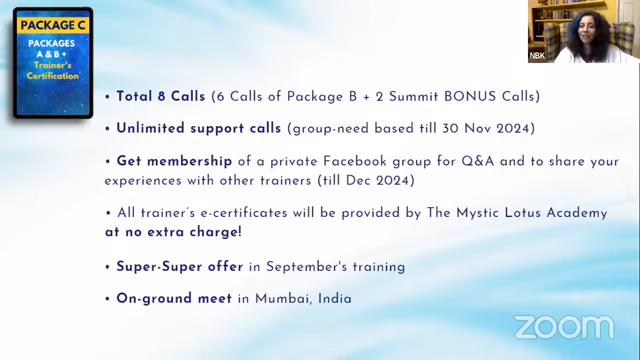 PACKAGE C
PACKAGES
A & B +
Trainer's
Certification
NBK
• Total 8 Calls (6 Calls of Package B + 2 Summit BONUS Calls)
• Unlimited support calls (group-need based till 30 Nov 2024)
• Get membership of a private Facebook group for Q&A and to share your
experiences with other trainers (till Dec 2024)
• All trainer's e-certificates will be provided by The Mystic Lotus Academy
at no extra charge!
• Super-Super offer in September's training
• On-ground meet in Mumbai, India
zoom